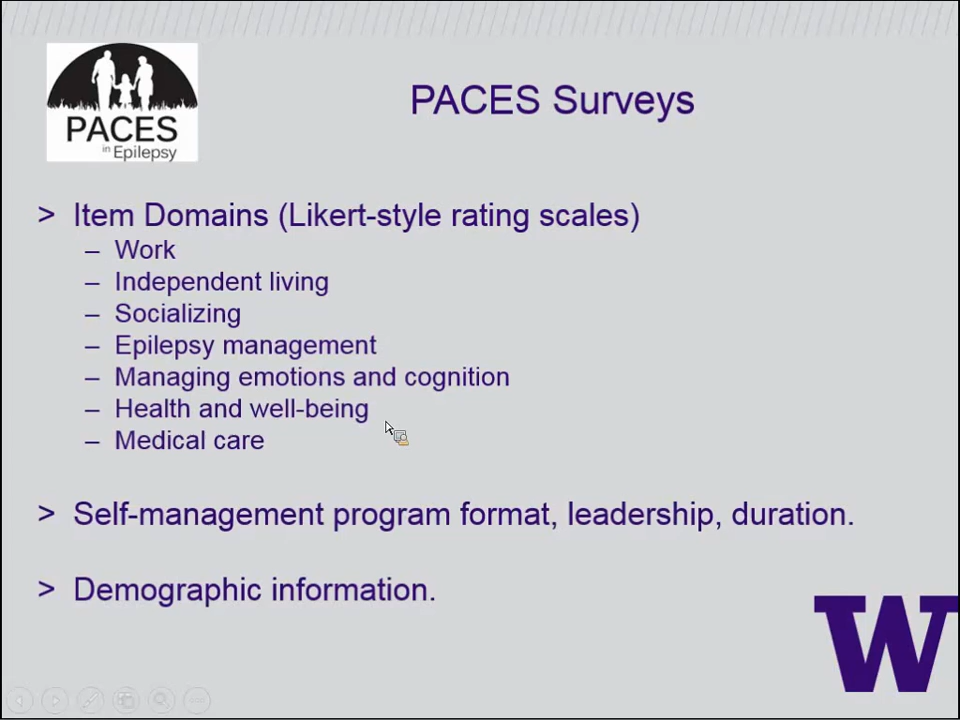 PACES
in Epilepsy
PACES Surveys
> Item Domains (Likert-style rating scales)
– Work
– Independent living
– Socializing
– Epilepsy management
– Managing emotions and cognition
– Health and well-being
– Medical care
> Self-management program format, leadership, duration.
> Demographic information.
W